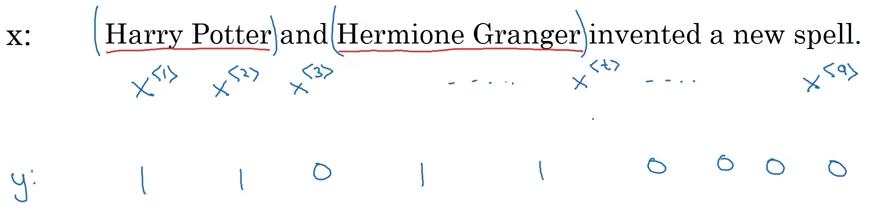 x: (Harry Potter) and (Hermione Granger) invented a new spell.
x<1> x<2> x<3> ..... x<t> .... x<9>
y: 1 1 0 1 1 0 0 0 0